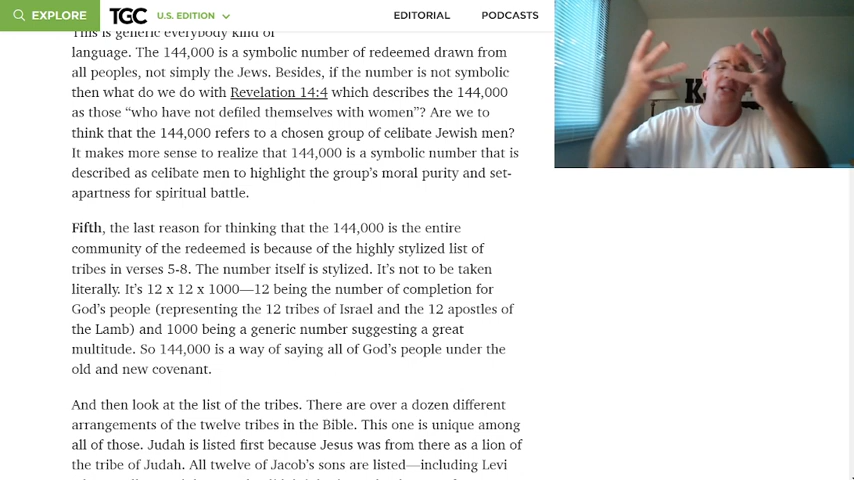 EXPLORE
TGC
U.S. EDITION
EDITORIAL
PODCASTS
This is generic everybody kind of
language. The 144,000 is a symbolic number of redeemed drawn from
all peoples, not simply the Jews. Besides, if the number is not symbolic
then what do we do with Revelation 14:4 which describes the 144,000
as those “who have not defiled themselves with women”? Are we to
think that the 144,000 refers to a chosen group of celibate Jewish men?
It makes more sense to realize that 144,000 is a symbolic number that is
described as celibate men to highlight the group’s moral purity and set-
apartness for spiritual battle.
Fifth, the last reason for thinking that the 144,000 is the entire
community of the redeemed is because of the highly stylized list of
tribes in verses 5-8. The number itself is stylized. It’s not to be taken
literally. It’s 12 x 12 x 1000—12 being the number of completion for
God’s people (representing the 12 tribes of Israel and the 12 apostles of
the Lamb) and 1000 being a generic number suggesting a great
multitude. So 144,000 is a way of saying all of God’s people under the
old and new covenant.
And then look at the list of the tribes. There are over a dozen different
arrangements of the twelve tribes in the Bible. This one is unique among
all of those. Judah is listed first because Jesus was from there as a lion of
the tribe of Judah. All twelve of Jacob’s sons are listed—including Levi